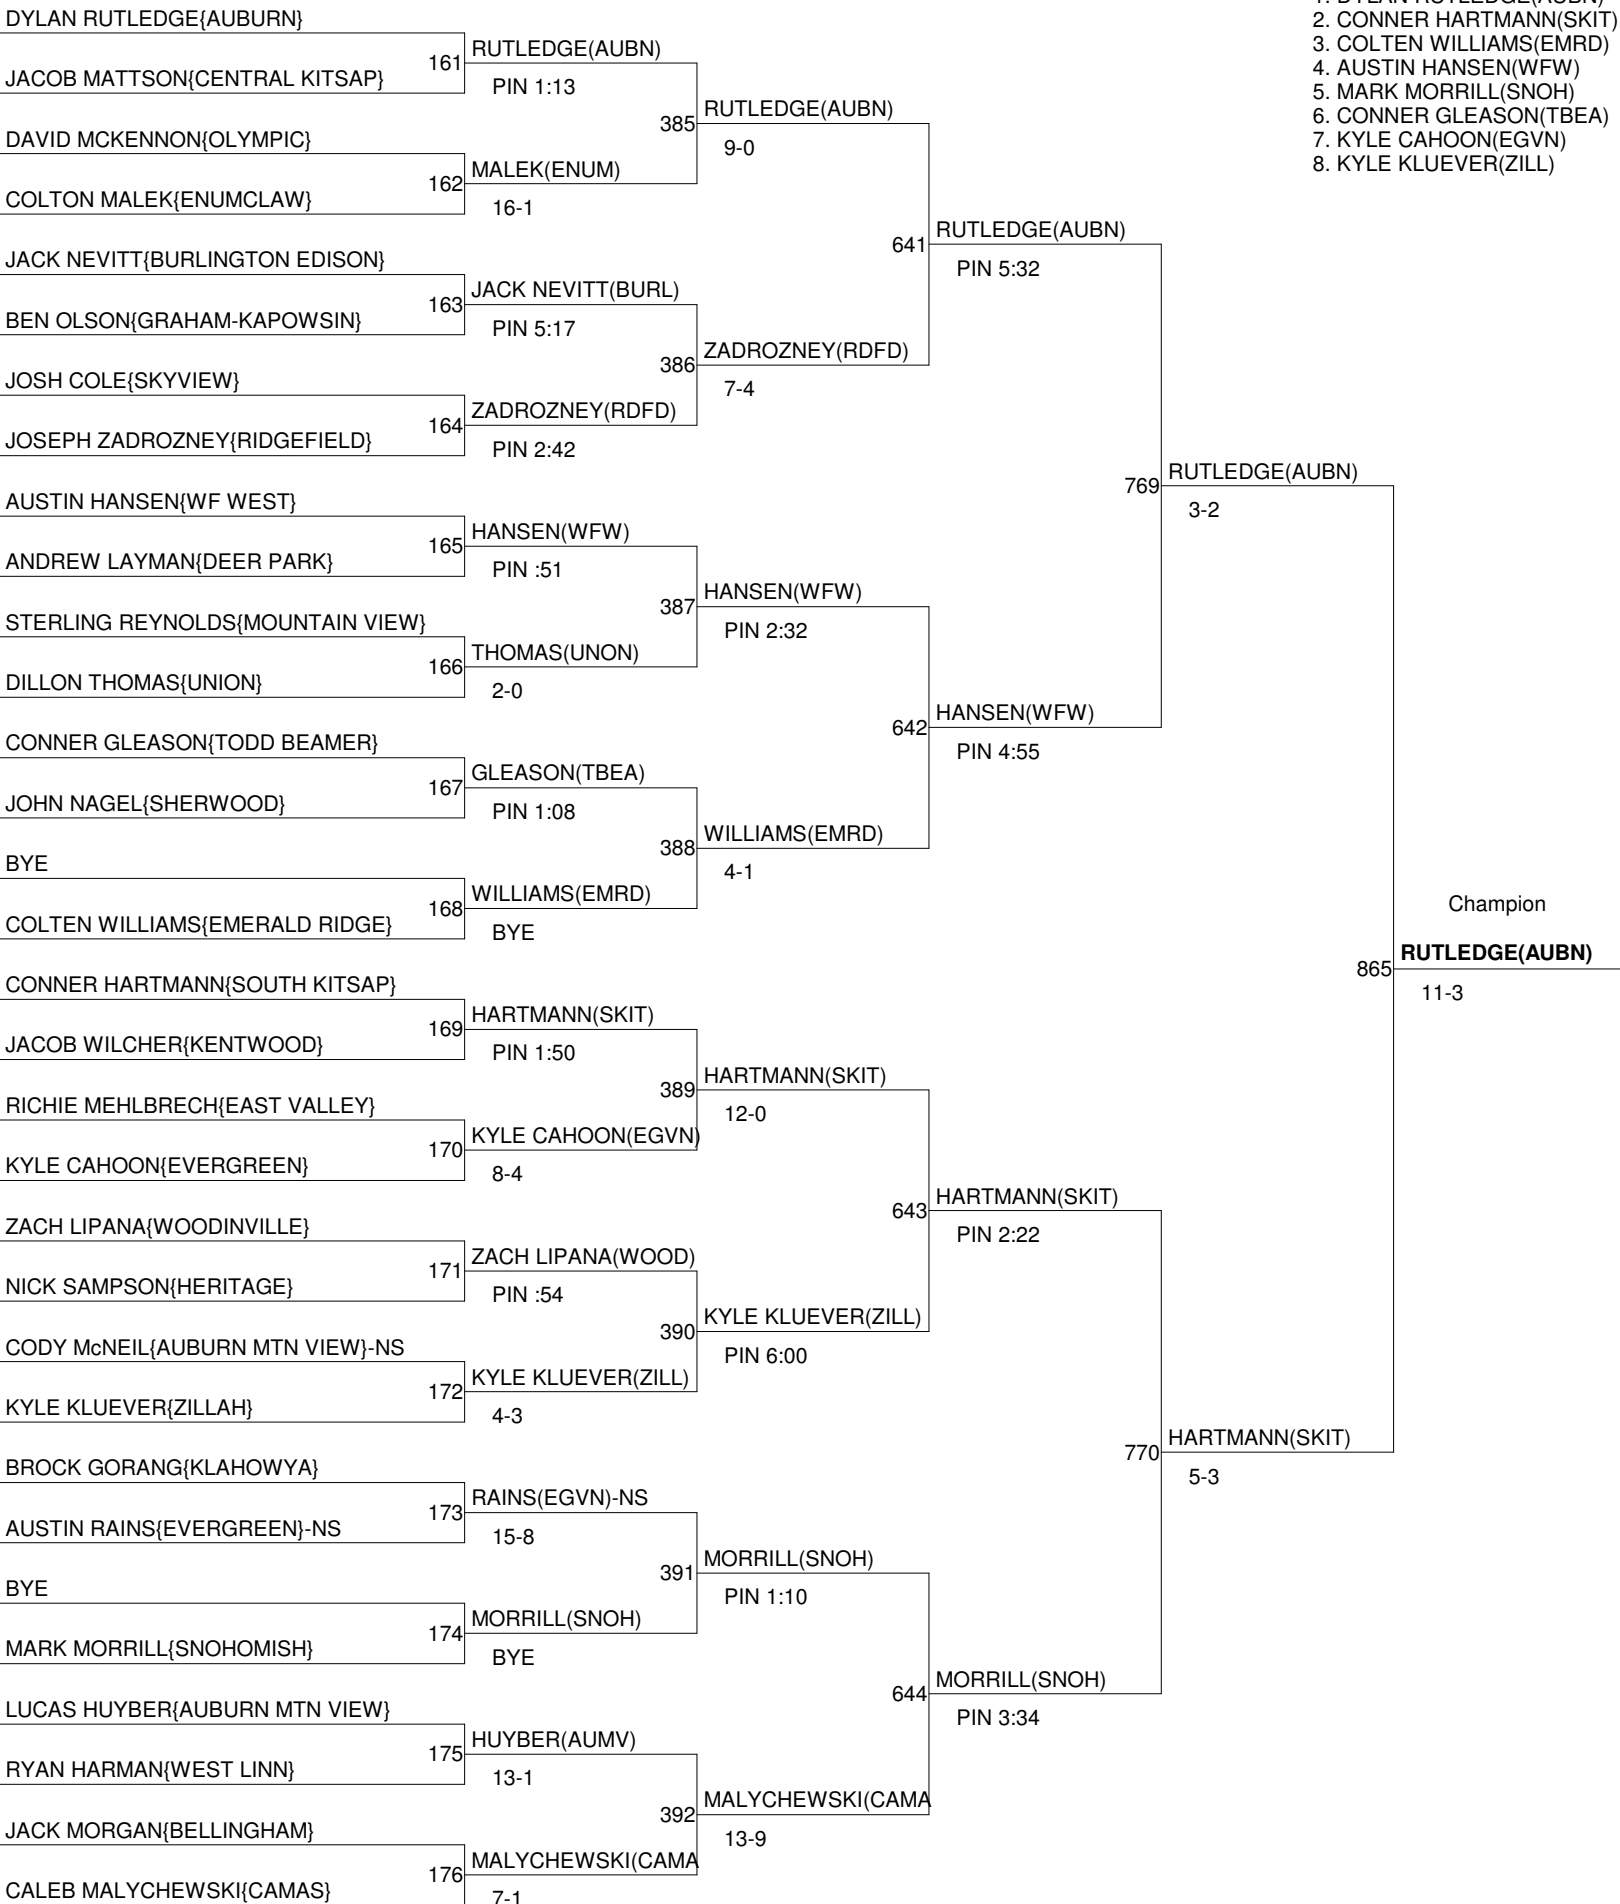 DYLAN RUTLEDGE{AUBURN}
JACOB MATTSON{CENTRAL KITSAP}
DAVID MCKENNON{OLYMPIC}
COLTON MALEK{ENUMCLAW}
JACK NEVITT{BURLINGTON EDISON}
BEN OLSON{GRAHAM-KAPOWSIN}
JOSH COLE{SKYVIEW}
JOSEPH ZADROZNEY{RIDGEFIELD}
AUSTIN HANSEN{WF WEST}
ANDREW LAYMAN{DEER PARK}
STERLING REYNOLDS{MOUNTAIN VIEW}
DILLON THOMAS{UNION}
CONNER GLEASON{TODD BEAMER}
JOHN NAGEL{SHERWOOD}
BYE
COLTEN WILLIAMS{EMERALD RIDGE}
CONNER HARTMANN{SOUTH KITSAP}
JACOB WILCHER{KENTWOOD}
RICHIE MEHLBRECH{EAST VALLEY}
KYLE CAHOON{EVERGREEN}
ZACH LIPANA{WOODINVILLE}
NICK SAMPSON{HERITAGE}
CODY McNEIL{AUBURN MTN VIEW}-NS
KYLE KLUEVER{ZILLAH}
BROCK GORANG{KLAHOWYA}
AUSTIN RAINS{EVERGREEN}-NS
BYE
MARK MORRILL{SNOHOMISH}
LUCAS HUYBER{AUBURN MTN VIEW}
RYAN HARMAN{WEST LINN}
JACK MORGAN{BELLINGHAM}
CALEB MALYCHEWSKI{CAMAS}
161 RUTLEDGE(AUBN)
PIN 1:13
162 MALEK(ENUM)
16-1
163 JACK NEVITT(BURL)
PIN 5:17
164 ZADROZNEY(RDFD)
PIN 2:42
165 HANSEN(WFW)
PIN :51
166 THOMAS(UNON)
2-0
167 GLEASON(TBEA)
PIN 1:08
168 WILLIAMS(EMRD)
BYE
169 HARTMANN(SKIT)
PIN 1:50
170 KYLE CAHOON(EGVN)
8-4
171 ZACH LIPANA(WOOD)
PIN :54
172 KYLE KLUEVER(ZILL)
4-3
173 RAINS(EGVN)-NS
15-8
174 MORRILL(SNOH)
BYE
175 HUYBER(AUMV)
13-1
176 MALYCHEWSKI(CAMA
7-1
385 RUTLEDGE(AUBN)
9-0
386 ZADROZNEY(RDFD)
7-4
387 HANSEN(WFW)
PIN 2:32
388 WILLIAMS(EMRD)
4-1
389 HARTMANN(SKIT)
12-0
390 KYLE KLUEVER(ZILL)
PIN 6:00
391 MORRILL(SNOH)
PIN 1:10
392 MALYCHEWSKI(CAMA
13-9
641 RUTLEDGE(AUBN)
PIN 5:32
642 HANSEN(WFW)
PIN 4:55
643 HARTMANN(SKIT)
PIN 2:22
644 MORRILL(SNOH)
PIN 3:34
769 RUTLEDGE(AUBN)
3-2
770 HARTMANN(SKIT)
5-3
Champion
865 RUTLEDGE(AUBN)
11-3
1. DYLAN RUTLEDGE(AUBN)
2. CONNER HARTMANN(SKIT)
3. COLTEN WILLIAMS(EMRD)
4. AUSTIN HANSEN(WFW)
5. MARK MORRILL(SNOH)
6. CONNER GLEASON(TBEA)
7. KYLE CAHOON(EGVN)
8. KYLE KLUEVER(ZILL)